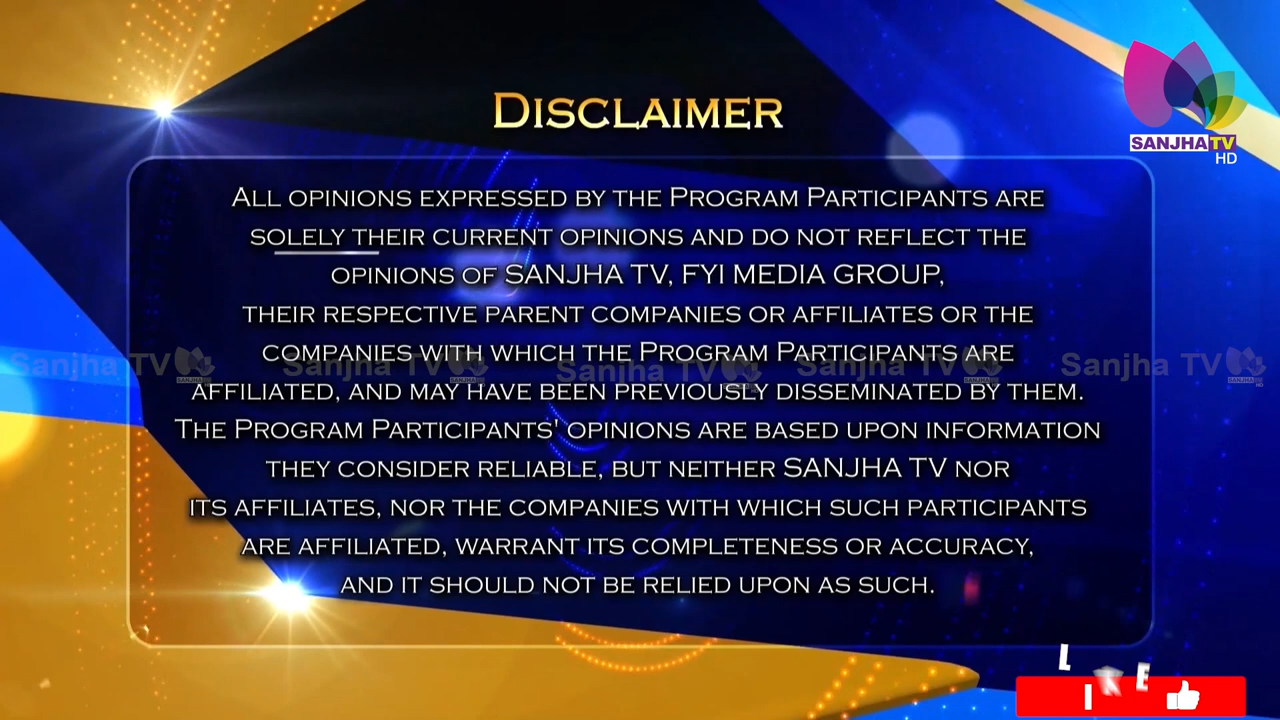 Disclaimer
SANJHA TV
HD
All opinions expressed by the Program Participants are
solely their current opinions and do not reflect the
opinions of SANJHA TV, FYI MEDIA GROUP,
their respective parent companies or affiliates or the
companies with which the Program Participants are
Sanjha TV Sanjha TV Sanjha TV Sanjha TV Sanjha TV
affiliated, and may have been previously disseminated by them.
The Program Participants' opinions are based upon information
they consider reliable, but neither SANJHA TV nor
its affiliates, nor the companies with which such participants
are affiliated, warrant its completeness or accuracy,
and it should not be relied upon as such.
LIKE